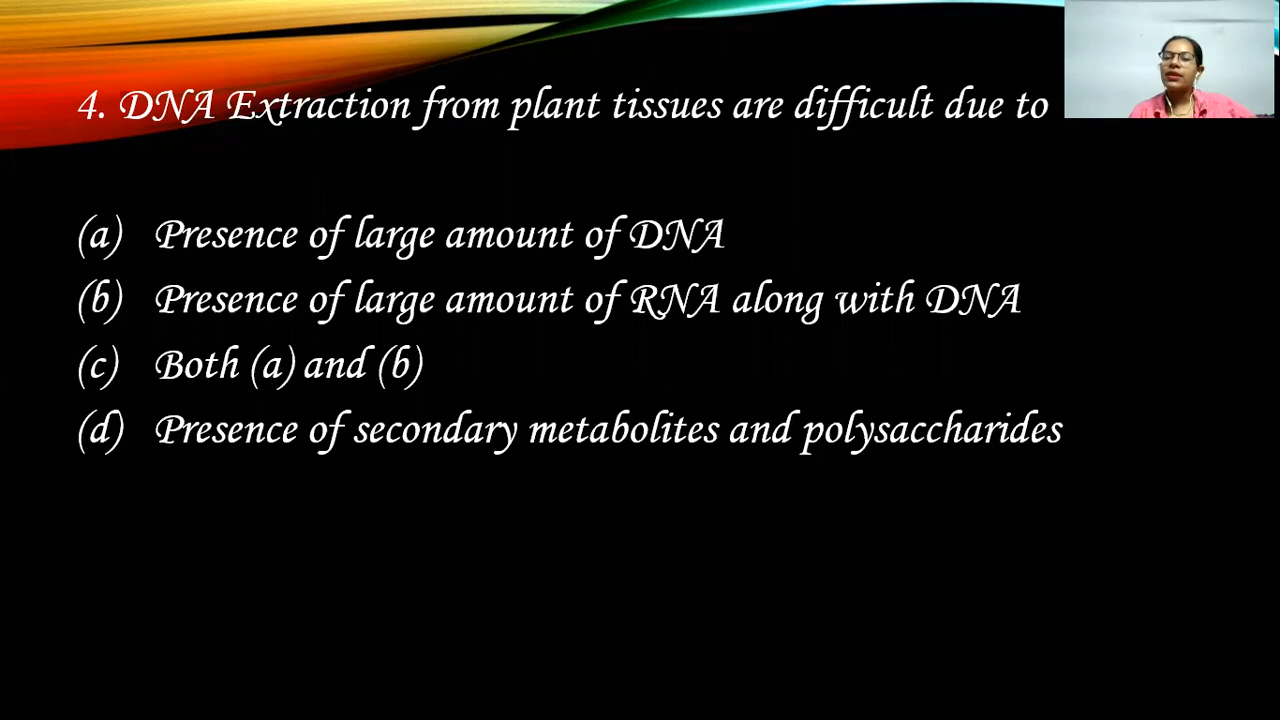 4. DNA Extraction from plant tissues are difficult due to
(a) Presence of large amount of DNA
(b) Presence of large amount of RNA along with DNA
(c) Both (a) and (b)
(d) Presence of secondary metabolites and polysaccharides